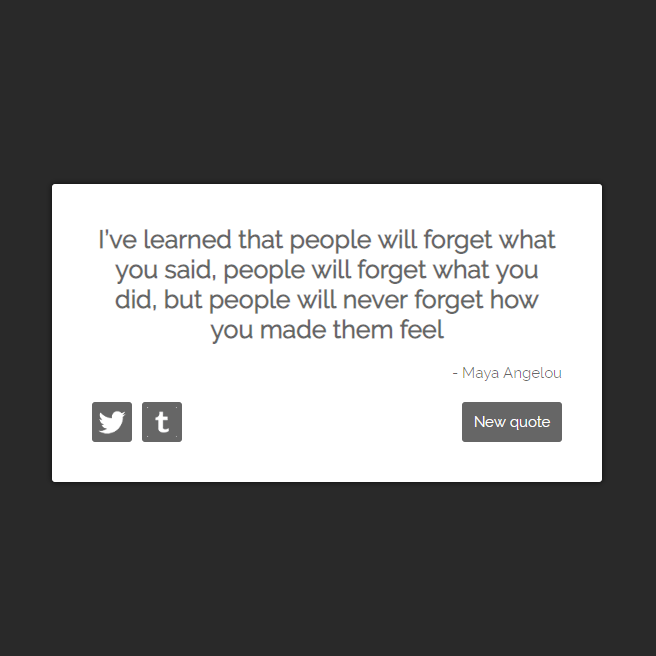 I've learned that people will forget what
you said, people will forget what you
did, but people will never forget how
you made them feel
- Maya Angelou
t
New quote